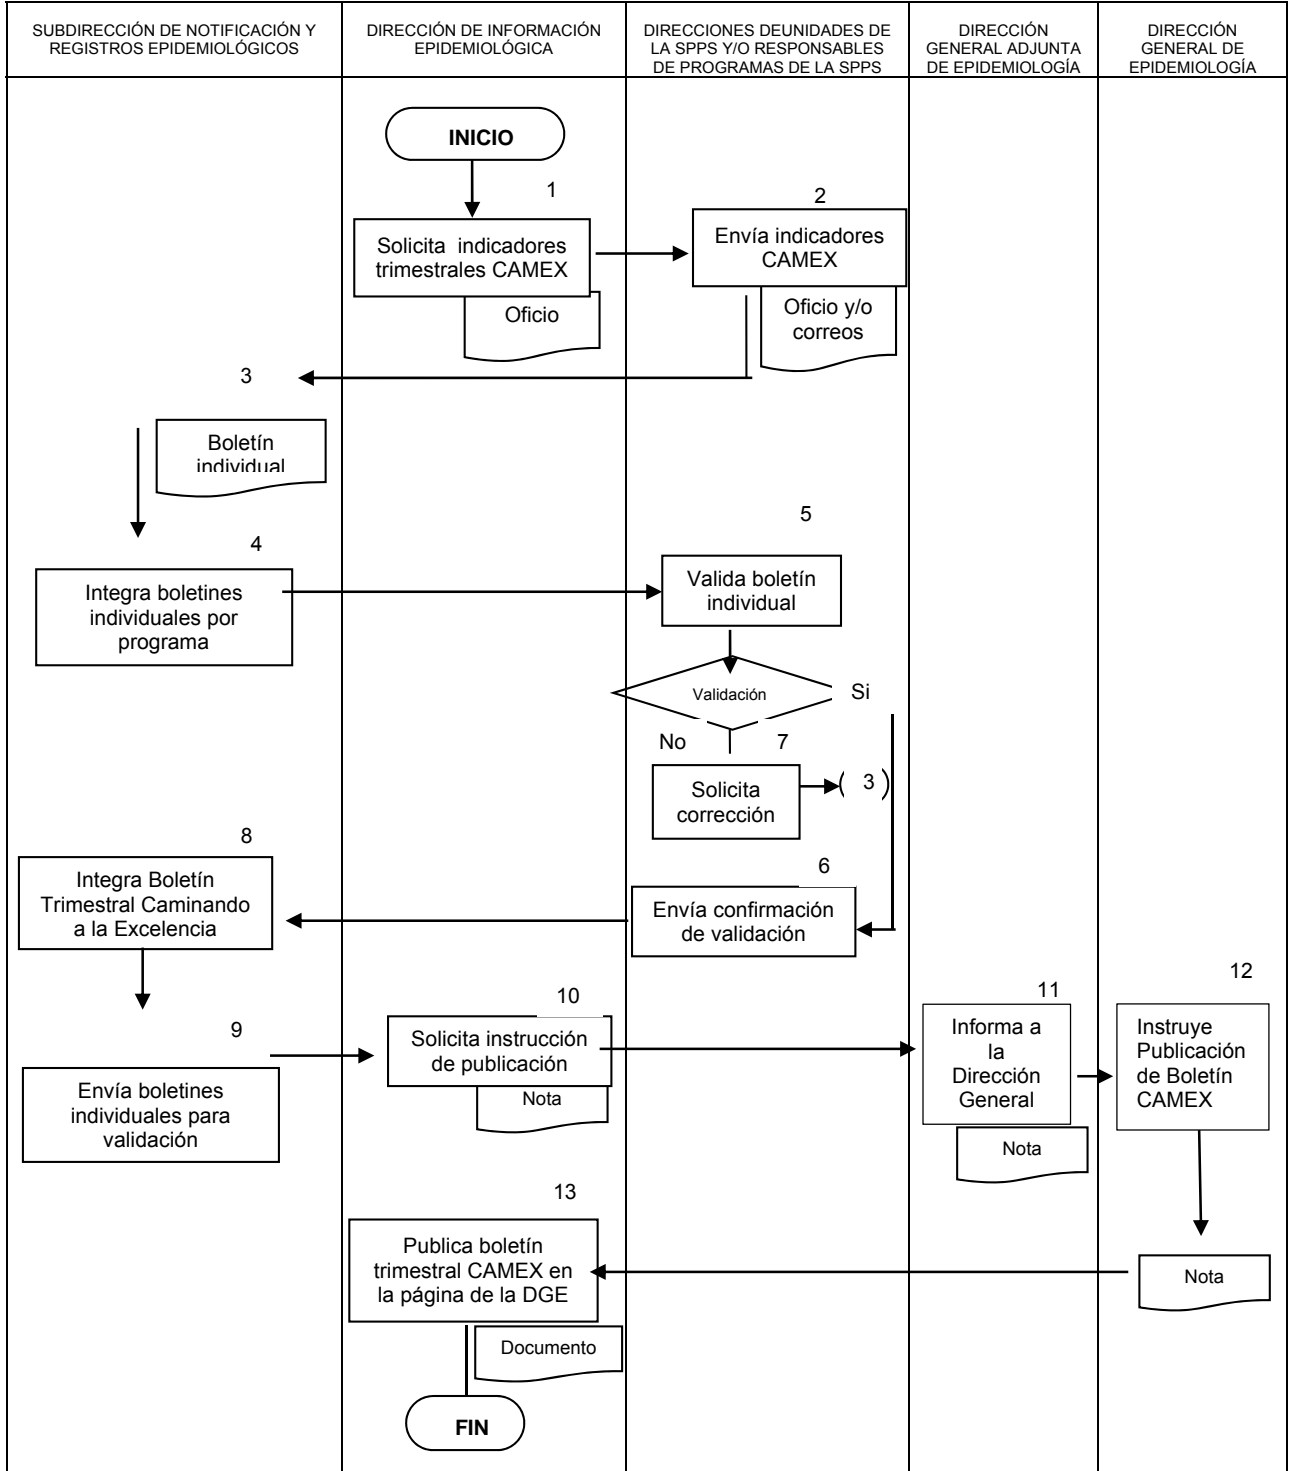 SUBDIRECCIÓN DE NOTIFICACIÓN Y
REGISTROS EPIDEMIOLÓGICOS
DIRECCIÓN DE INFORMACIÓN
EPIDEMIOLÓGICA
DIRECCIONES DEUNIDADES DE
LA SPPS Y/O RESPONSABLES
DE PROGRAMAS DE LA SPPS
DIRECCIÓN
GENERAL ADJUNTA
DE EPIDEMIOLOGÍA
DIRECCIÓN
GENERAL DE
EPIDEMIOLOGÍA
INICIO
1
Solicita indicadores
trimestrales CAMEX
Oficio
2
Envía indicadores
CAMEX
Oficio y/o
correos
3
Boletín
individual
4
Integra boletines
individuales por
programa
5
Valida boletín
individual
Validación
Si
No
7
Solicita
corrección
( 3 )
6
Envía confirmación
de validación
8
Integra Boletín
Trimestral Caminando
a la Excelencia
9
Envía boletines
individuales para
validación
10
Solicita instrucción
de publicación
Nota
11
Informa a
la
Dirección
General
Nota
12
Instruye
Publicación
de Boletín
CAMEX
Nota
13
Publica boletín
trimestral CAMEX en
la página de la DGE
Documento
FIN